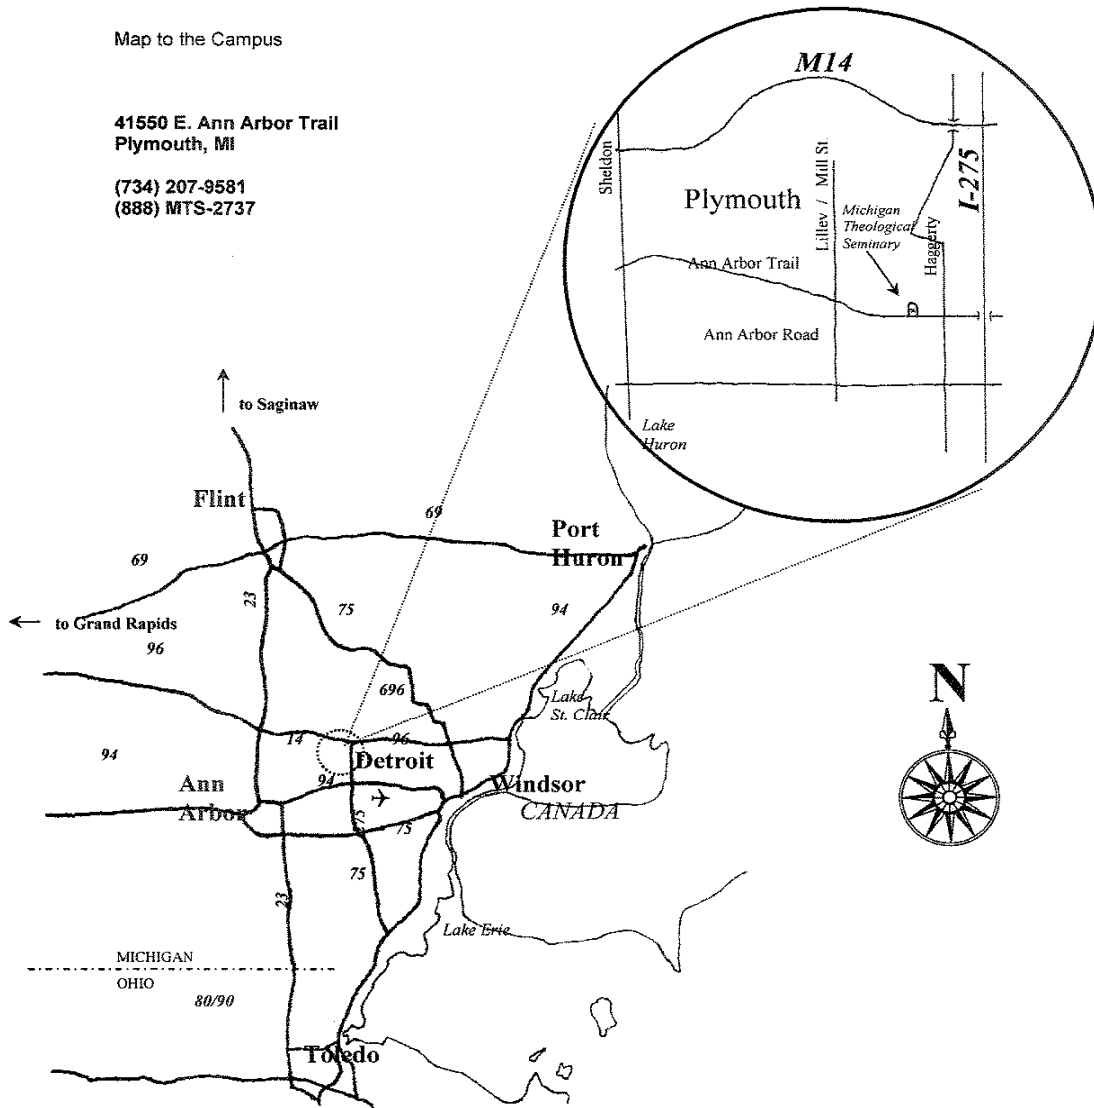 Map to the Campus
41550 E. Ann Arbor Trail
Plymouth, MI
(734) 207-9581
(888) MTS-2737
M14
Sheldon
Plymouth
Lilley / Mill St.
Michigan
Theological
Seminary
I-275
Haggerty
Ann Arbor Trail
Ann Arbor Road
Lake
Huron
to Saginaw
Flint
69
Port
Huron
69
23
75
94
to Grand Rapids
96
696
Lake
St. Clair
N
14
96
94
Detroit
94
Ann
Arbor
Windsor
CANADA
75
75
75
23
Lake Erie
MICHIGAN
OHIO
80/90
Toledo